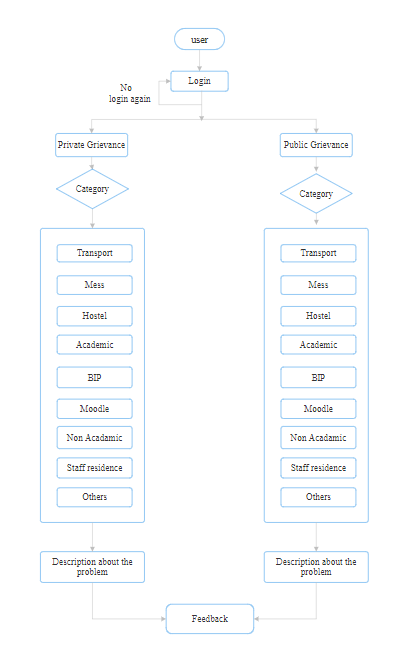 user
Login
No
login again
Private Grievance
Public Grievance
Category
Category
Transport
Mess
Hostel
Academic
BIP
Moodle
Non Acadamic
Staff residence
Others
Transport
Mess
Hostel
Academic
BIP
Moodle
Non Acadamic
Staff residence
Others
Description about the
problem
Description about the
problem
Feedback